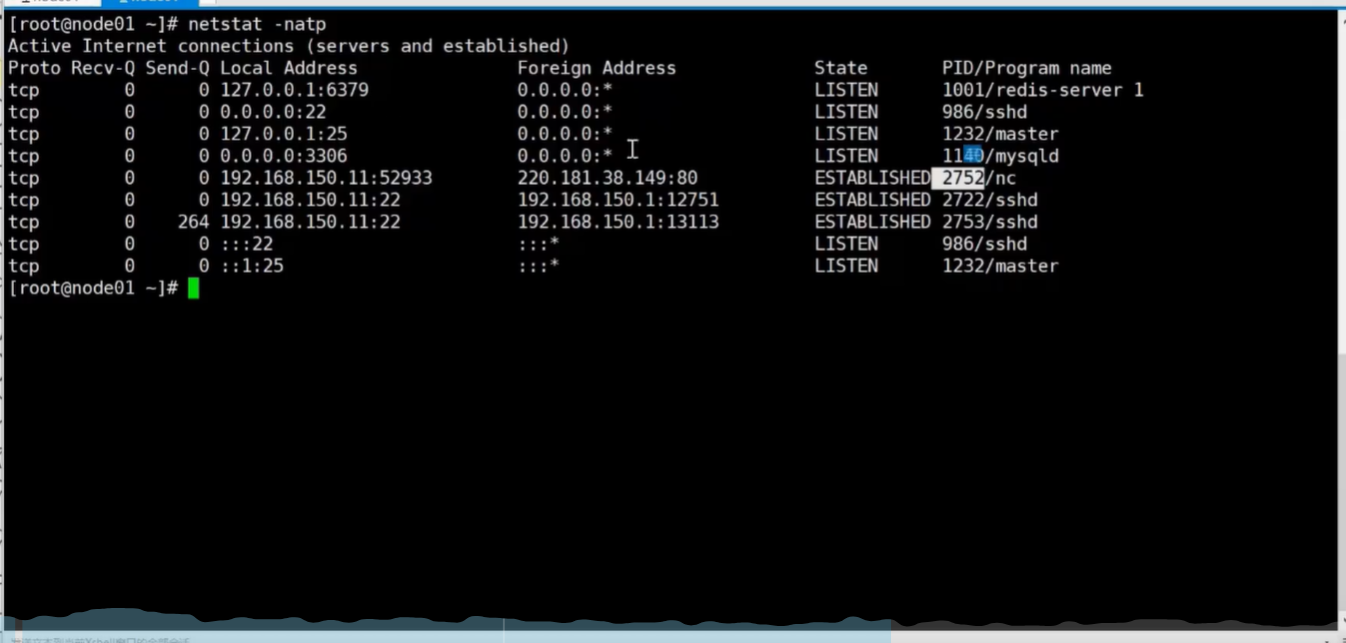 [root@node01 ~]# netstat -natp
Active Internet connections (servers and established)
Proto Recv-Q Send-Q Local Address           Foreign Address         State       PID/Program name
tcp        0      0 127.0.0.1:6379          0.0.0.0:*               LISTEN      1001/redis-server 1
tcp        0      0 0.0.0.0:22              0.0.0.0:*               LISTEN      986/sshd
tcp        0      0 127.0.0.1:25            0.0.0.0:*               LISTEN      1232/master
tcp        0      0 0.0.0.0:3306            0.0.0.0:*               LISTEN      1140/mysqld
tcp        0      0 192.168.150.11:52933    220.181.38.149:80       ESTABLISHED 2752/nc
tcp        0      0 192.168.150.11:22       192.168.150.1:12751     ESTABLISHED 2722/sshd
tcp        0    264 192.168.150.11:22       192.168.150.1:13113     ESTABLISHED 2753/sshd
tcp        0      0 :::22                   :::*                    LISTEN      986/sshd
tcp        0      0 ::1:25                  :::*                    LISTEN      1232/master
[root@node01 ~]#